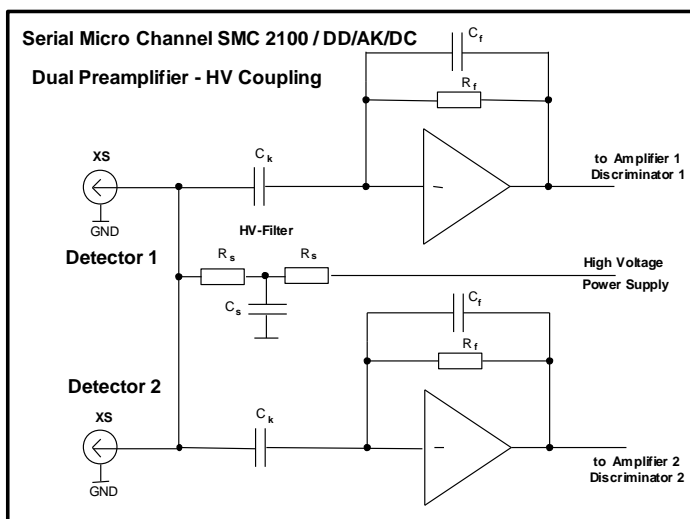 Serial Micro Channel SMC 2100 / DD/AK/DC
Dual Preamplifier - HV Coupling
Cf
Rf
XS
Ck
GND
to Amplifier 1
Discriminator 1
Detector 1
HV-Filter
Rs
Rs
Cs
High Voltage
Power Supply
Cf
Rf
Detector 2
XS
Ck
GND
to Amplifier 2
Discriminator 2